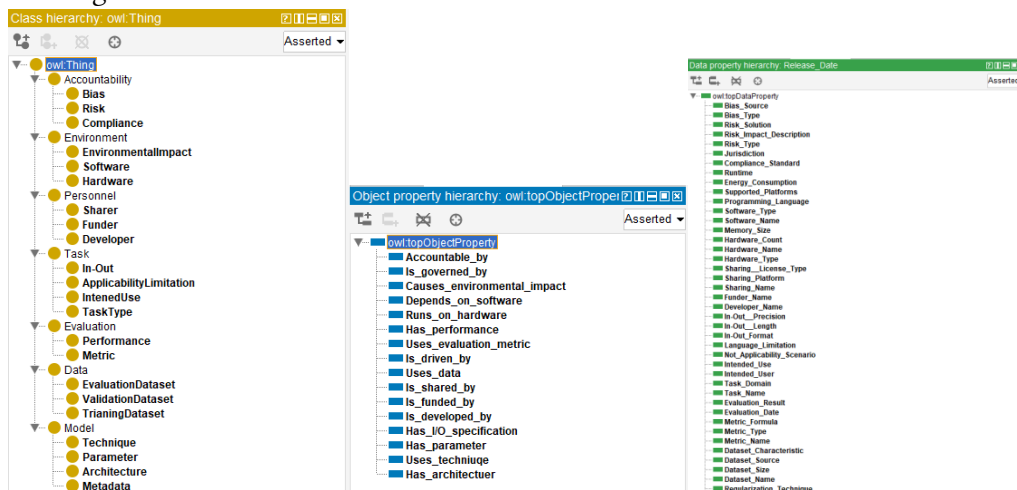 Class hierarchy: owl:Thing
Asserted
owl:Thing
Accountability
Bias
Risk
Compliance
Environment
EnvironmentalImpact
Software
Hardware
Personnel
Sharer
Funder
Developer
Task
In-Out
ApplicabilityLimitation
IntenedUse
TaskType
Evaluation
Performance
Metric
Data
EvaluationDataset
ValidationDataset
TrianingDataset
Model
Technique
Parameter
Architecture
Metadata
Object property hierarchy: owl:topObjectProper
Asserted
owl:topObjectProperty
Accountable_by
Is_governed_by
Causes_environmental_impact
Depends_on_software
Runs_on_hardware
Has_performance
Uses_evaluation_metric
Is_driven_by
Uses_data
Is_shared_by
Is_funded_by
Is_developed_by
Has_I/O_specification
Has_parameter
Uses_techniuqe
Has_architectuer
Data property hierarchy: Release_Date
Asserted
owl:topDataProperty
Bias_Source
Bias_Type
Risk_Solution
Risk_Impact_Description
Risk_Type
Jurisdiction
Compliance_Standard
Runtime
Energy_Consumption
Supported_Platforms
Programming_Language
Software_Type
Software_Name
Memory_Size
Hardware_Count
Hardware_Name
Hardware_Type
Sharing__License_Type
Sharing_Platform
Sharing_Name
Funder_Name
Developer_Name
In-Out__Precision
In-Out__Length
In-Out_Format
Language_Limitation
Not_Applicability_Scenario
Intended_Use
Intended_User
Task_Domain
Task_Name
Evaluation_Result
Evaluation_Date
Metric_Formula
Metric_Type
Metric_Name
Dataset_Characteristic
Dataset_Source
Dataset_Size
Dataset_Name
Regularization_Technique